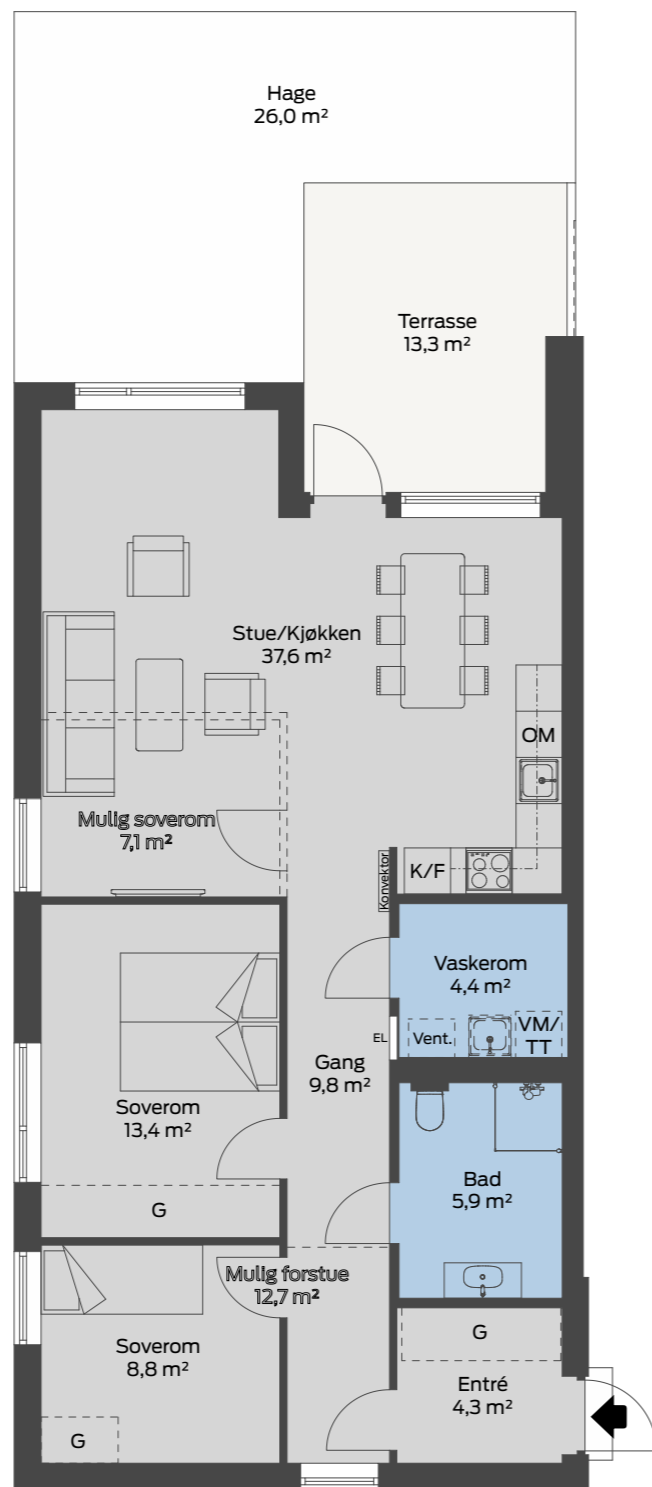 Hage
26,0 m²
Terrasse
13,3 m²
Stue/Kjøkken
37,6 m²
OM
Mulig soverom
7,1 m²
K/F
Konvektor
Vaskerom
4,4 m²
EL
Vent.
VM/
TT
Gang
9,8 m²
Soverom
13,4 m²
G
Bad
5,9 m²
Mulig forstue
12,7 m²
Soverom
8,8 m²
G
G
Entré
4,3 m²